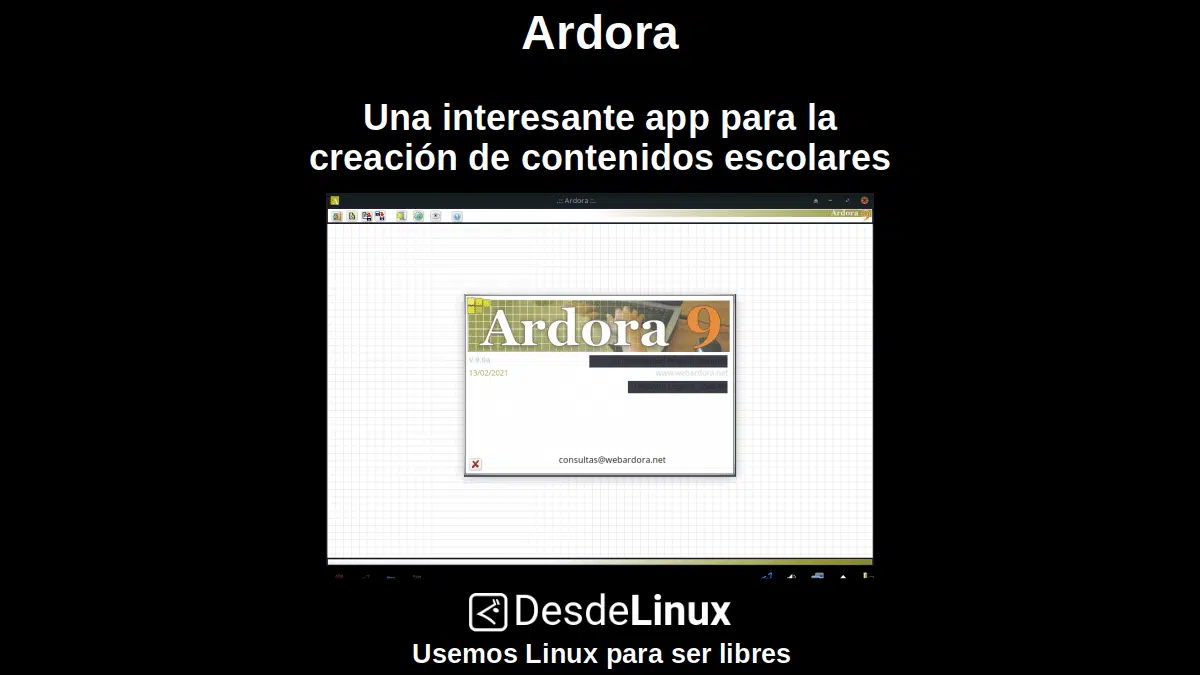 Ardora
Una interesante app para la
creación de contenidos escolares
.:: Ardora ::.
Ardora 9
Ardora 9
13/02/2021
www.webardora.net
consultas@webardora.net
DesdeLinux
Usemos Linux para ser libres